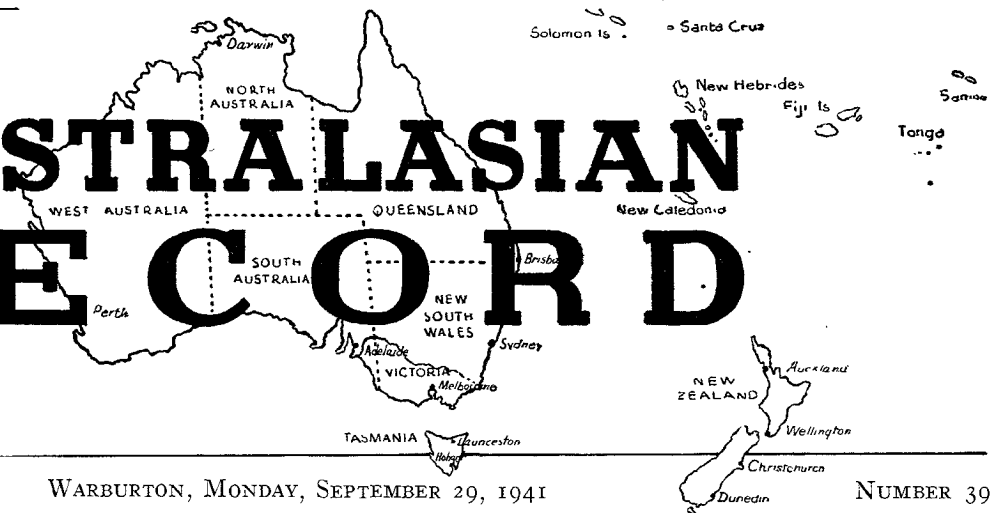 Solomon Is. Santa Cruz
Darwin
NORTH AUSTRALIA
New Hebrides
Fiji Is
Samoa
Tonga
STRALASIAN
WEST AUSTRALIA QUEENSLAND New Caledonia
ECORD
SOUTH AUSTRALIA
Brisba
Perth
NEW SOUTH WALES
Sydney
Adelaide
VICTORIA
Melbourne
Auckland
NEW ZEALAND
Wellington
TASMANIA Launceston
Hobart
Christchurch
Dunedin
WARBURTON, MONDAY, SEPTEMBER 29, 1941 NUMBER 39